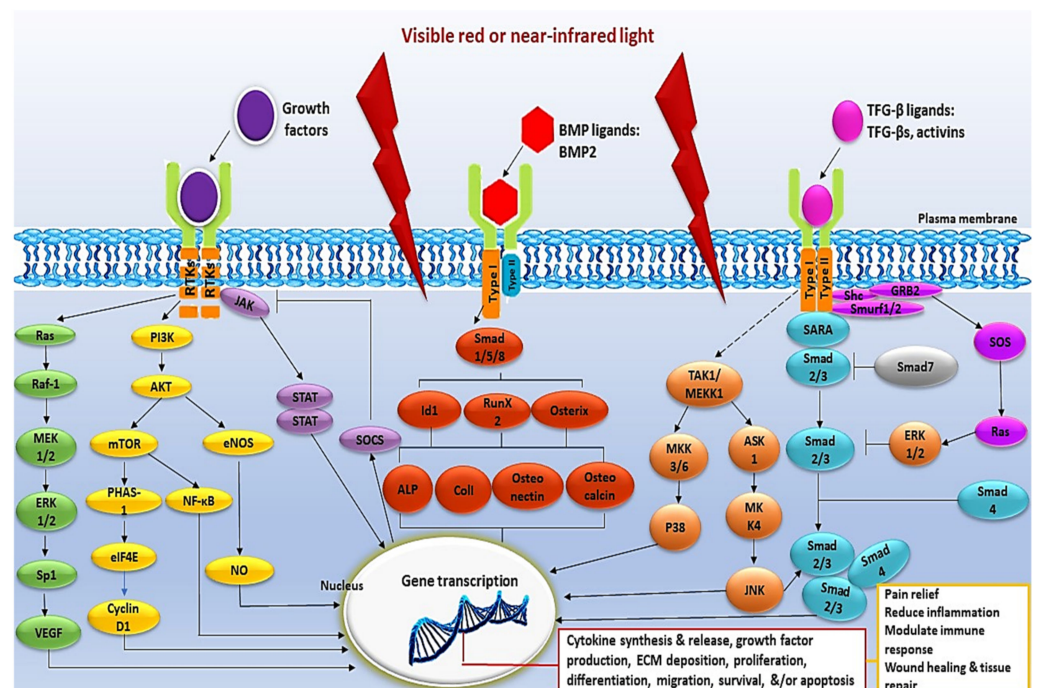 Visible red or near-infrared light
Growth
factors
BMP ligands:
BMP2
TFG-β ligands:
TFG-βs, activins
Plasma membrane
RTKs
RTKs
JAK
Type I
Type II
Type I
Type II
Shc
GRB2
Smurf1/2
Ras
Raf-1
MEK
1/2
ERK
1/2
Sp1
VEGF
PI3K
AKT
mTOR
eNOS
PHAS-
1
NF-κB
eIF4E
NO
Cyclin
D1
STAT
STAT
SOCS
Smad
1/5/8
Id1
RunX
2
Osterix
ALP
ColI
Osteo
nectin
Osteo
calcin
TAK1/
MEKK1
MKK
3/6
ASK
1
P38
MK
K4
JNK
SARA
Smad
2/3
Smad7
SOS
Smad
2/3
ERK
1/2
Ras
Smad
4
Smad
2/3
Smad
4
Smad
2/3
Nucleus
Gene transcription
Cytokine synthesis & release, growth factor
production, ECM deposition, proliferation,
differentiation, migration, survival, &/or apoptosis
Pain relief
Reduce inflammation
Modulate immune
response
Wound healing & tissue
repair